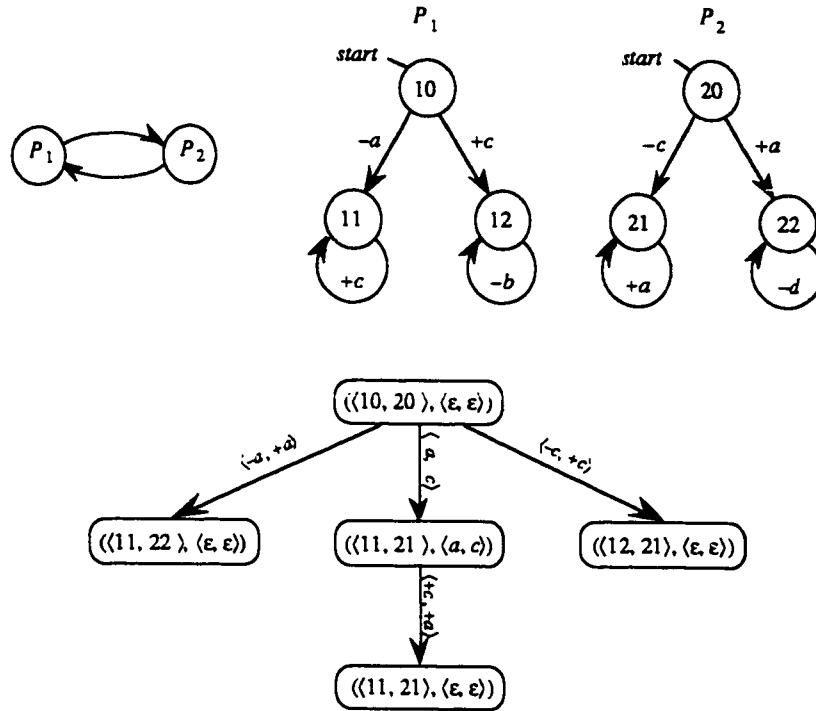 P1 P2
start start
10 20
P1 P2
–a +c –c +a
11 12 21 22
+c –b +a –d
(⟨10, 20⟩, ⟨ε, ε⟩)
⟨–a, +a⟩ ⟨ a, c⟩ ⟨–c, +c⟩
(⟨11, 22⟩, ⟨ε, ε⟩) (⟨11, 21⟩, ⟨a, c⟩) (⟨12, 21⟩, ⟨ε, ε⟩)
⟨+c, +a⟩
(⟨11, 21⟩, ⟨ε, ε⟩)